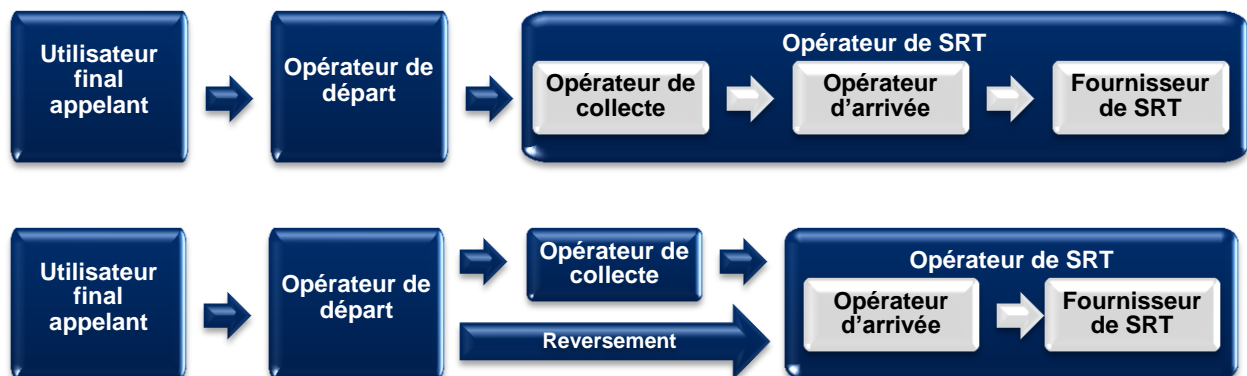 Utilisateur
final
appelant
Opérateur de
départ
Opérateur de SRT
Opérateur de
collecte
Opérateur
d'arrivée
Fournisseur
de SRT
Utilisateur
final
appelant
Opérateur de
départ
Opérateur de
collecte
Reversement
Opérateur de SRT
Opérateur
d'arrivée
Fournisseur
de SRT